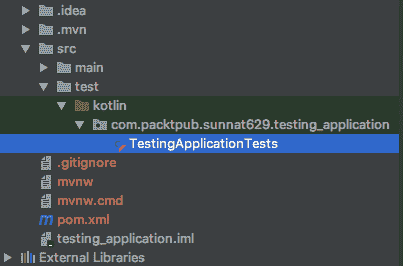 .idea
.mvn
src
main
test
kotlin
com.packtpub.sunnat629.testing_application
TestingApplicationTests
.gitignore
mvnw
mvnw.cmd
pom.xml
testing_application.iml
External Libraries